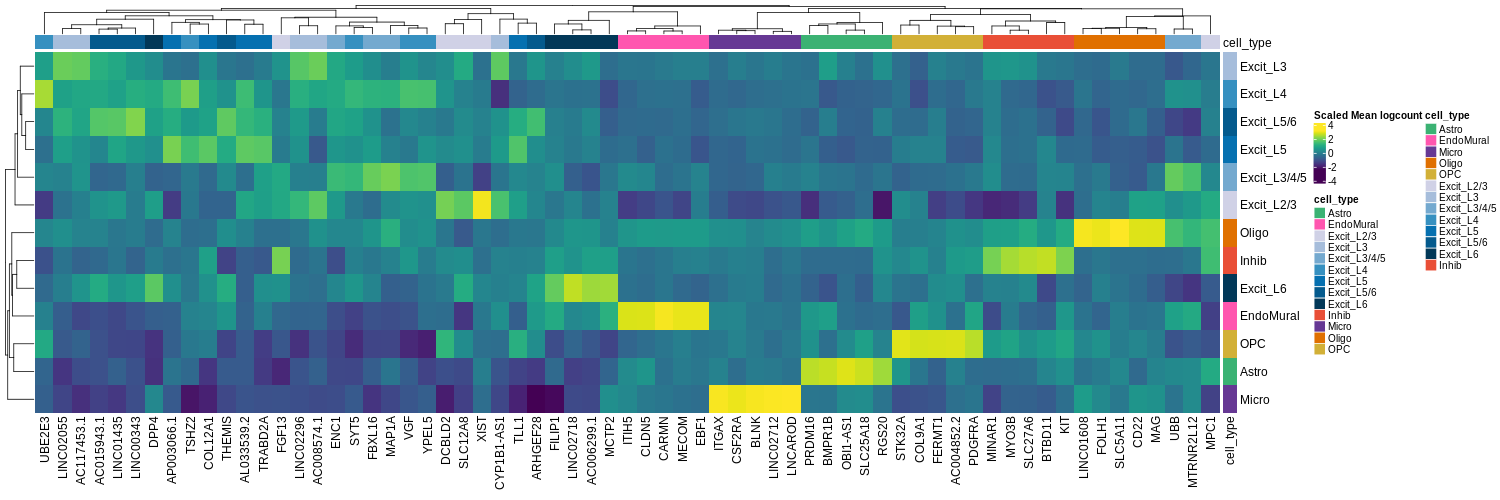 cell_type
Excit_L3
Excit_L4
Excit_L5/6
Excit_L5
Excit_L3/4/5
Excit_L2/3
Oligo
Inhib
Excit_L6
EndoMural
OPC
Astro
Micro
UBE2E3
LINC02055
AC117453.1
AC015943.1
LINC01435
LINC00343
DPP4
AP003066.1
TSHZ2
COL12A1
THEMIS
AL033539.2
TRABD2A
FGF13
LINC02296
AC008574.1
ENC1
SYT5
FBXL16
MAP1A
VGF
YPEL5
DCBLD2
SLC12A8
XIST
CYP1B1-AS1
TLL1
ARHGEF28
FILIP1
LINC02718
AC006299.1
MCTP2
ITIH5
CLDN5
CARMN
MECOM
EBF1
ITGAX
CSF2RA
BLNK
LINC02712
LNCAROD
PRDM16
BMPR1B
OBI1-AS1
SLC25A18
RGS20
STK32A
COL9A1
FERMT1
AC004852.2
PDGFRA
MINAR1
MYO3B
SLC27A6
BTBD11
KIT
LINC01608
FOLH1
SLC5A11
CD22
MAG
UBB
MTRNR2L12
MPC1
cell_type
Scaled Mean logcount
4
2
0
-2
-4
cell_type
Astro
EndoMural
Excit_L2/3
Excit_L3
Excit_L3/4/5
Excit_L4
Excit_L5
Excit_L5/6
Excit_L6
Inhib
Micro
Oligo
OPC
cell_type
Astro
EndoMural
Micro
Oligo
OPC
Excit_L2/3
Excit_L3
Excit_L3/4/5
Excit_L4
Excit_L5
Excit_L5/6
Excit_L6
Inhib